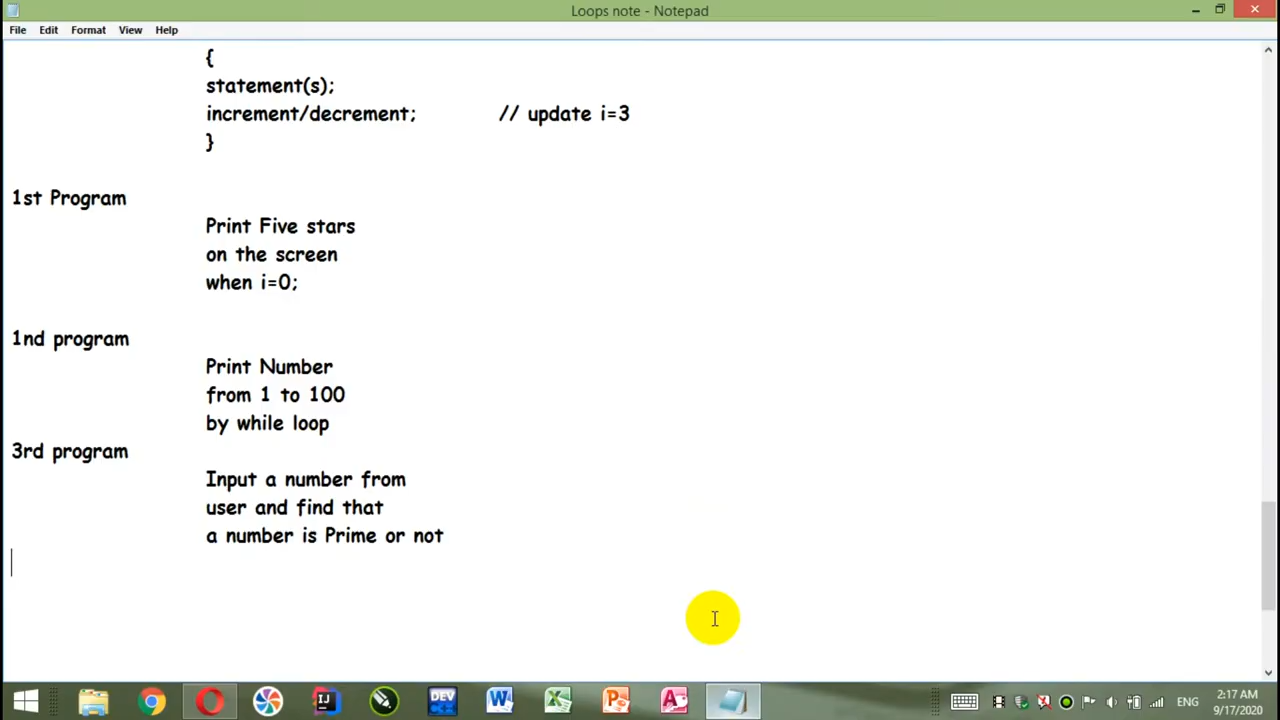 Loops note - Notepad
File Edit Format View Help
{
statement(s);
increment/decrement; // update i=3
}
1st Program
Print Five stars
on the screen
when i=0;
1nd program
Print Number
from 1 to 100
by while loop
3rd program
Input a number from
user and find that
a number is Prime or not
IJ DEV C++ W X P A ENG 2:17 AM
9/17/2020